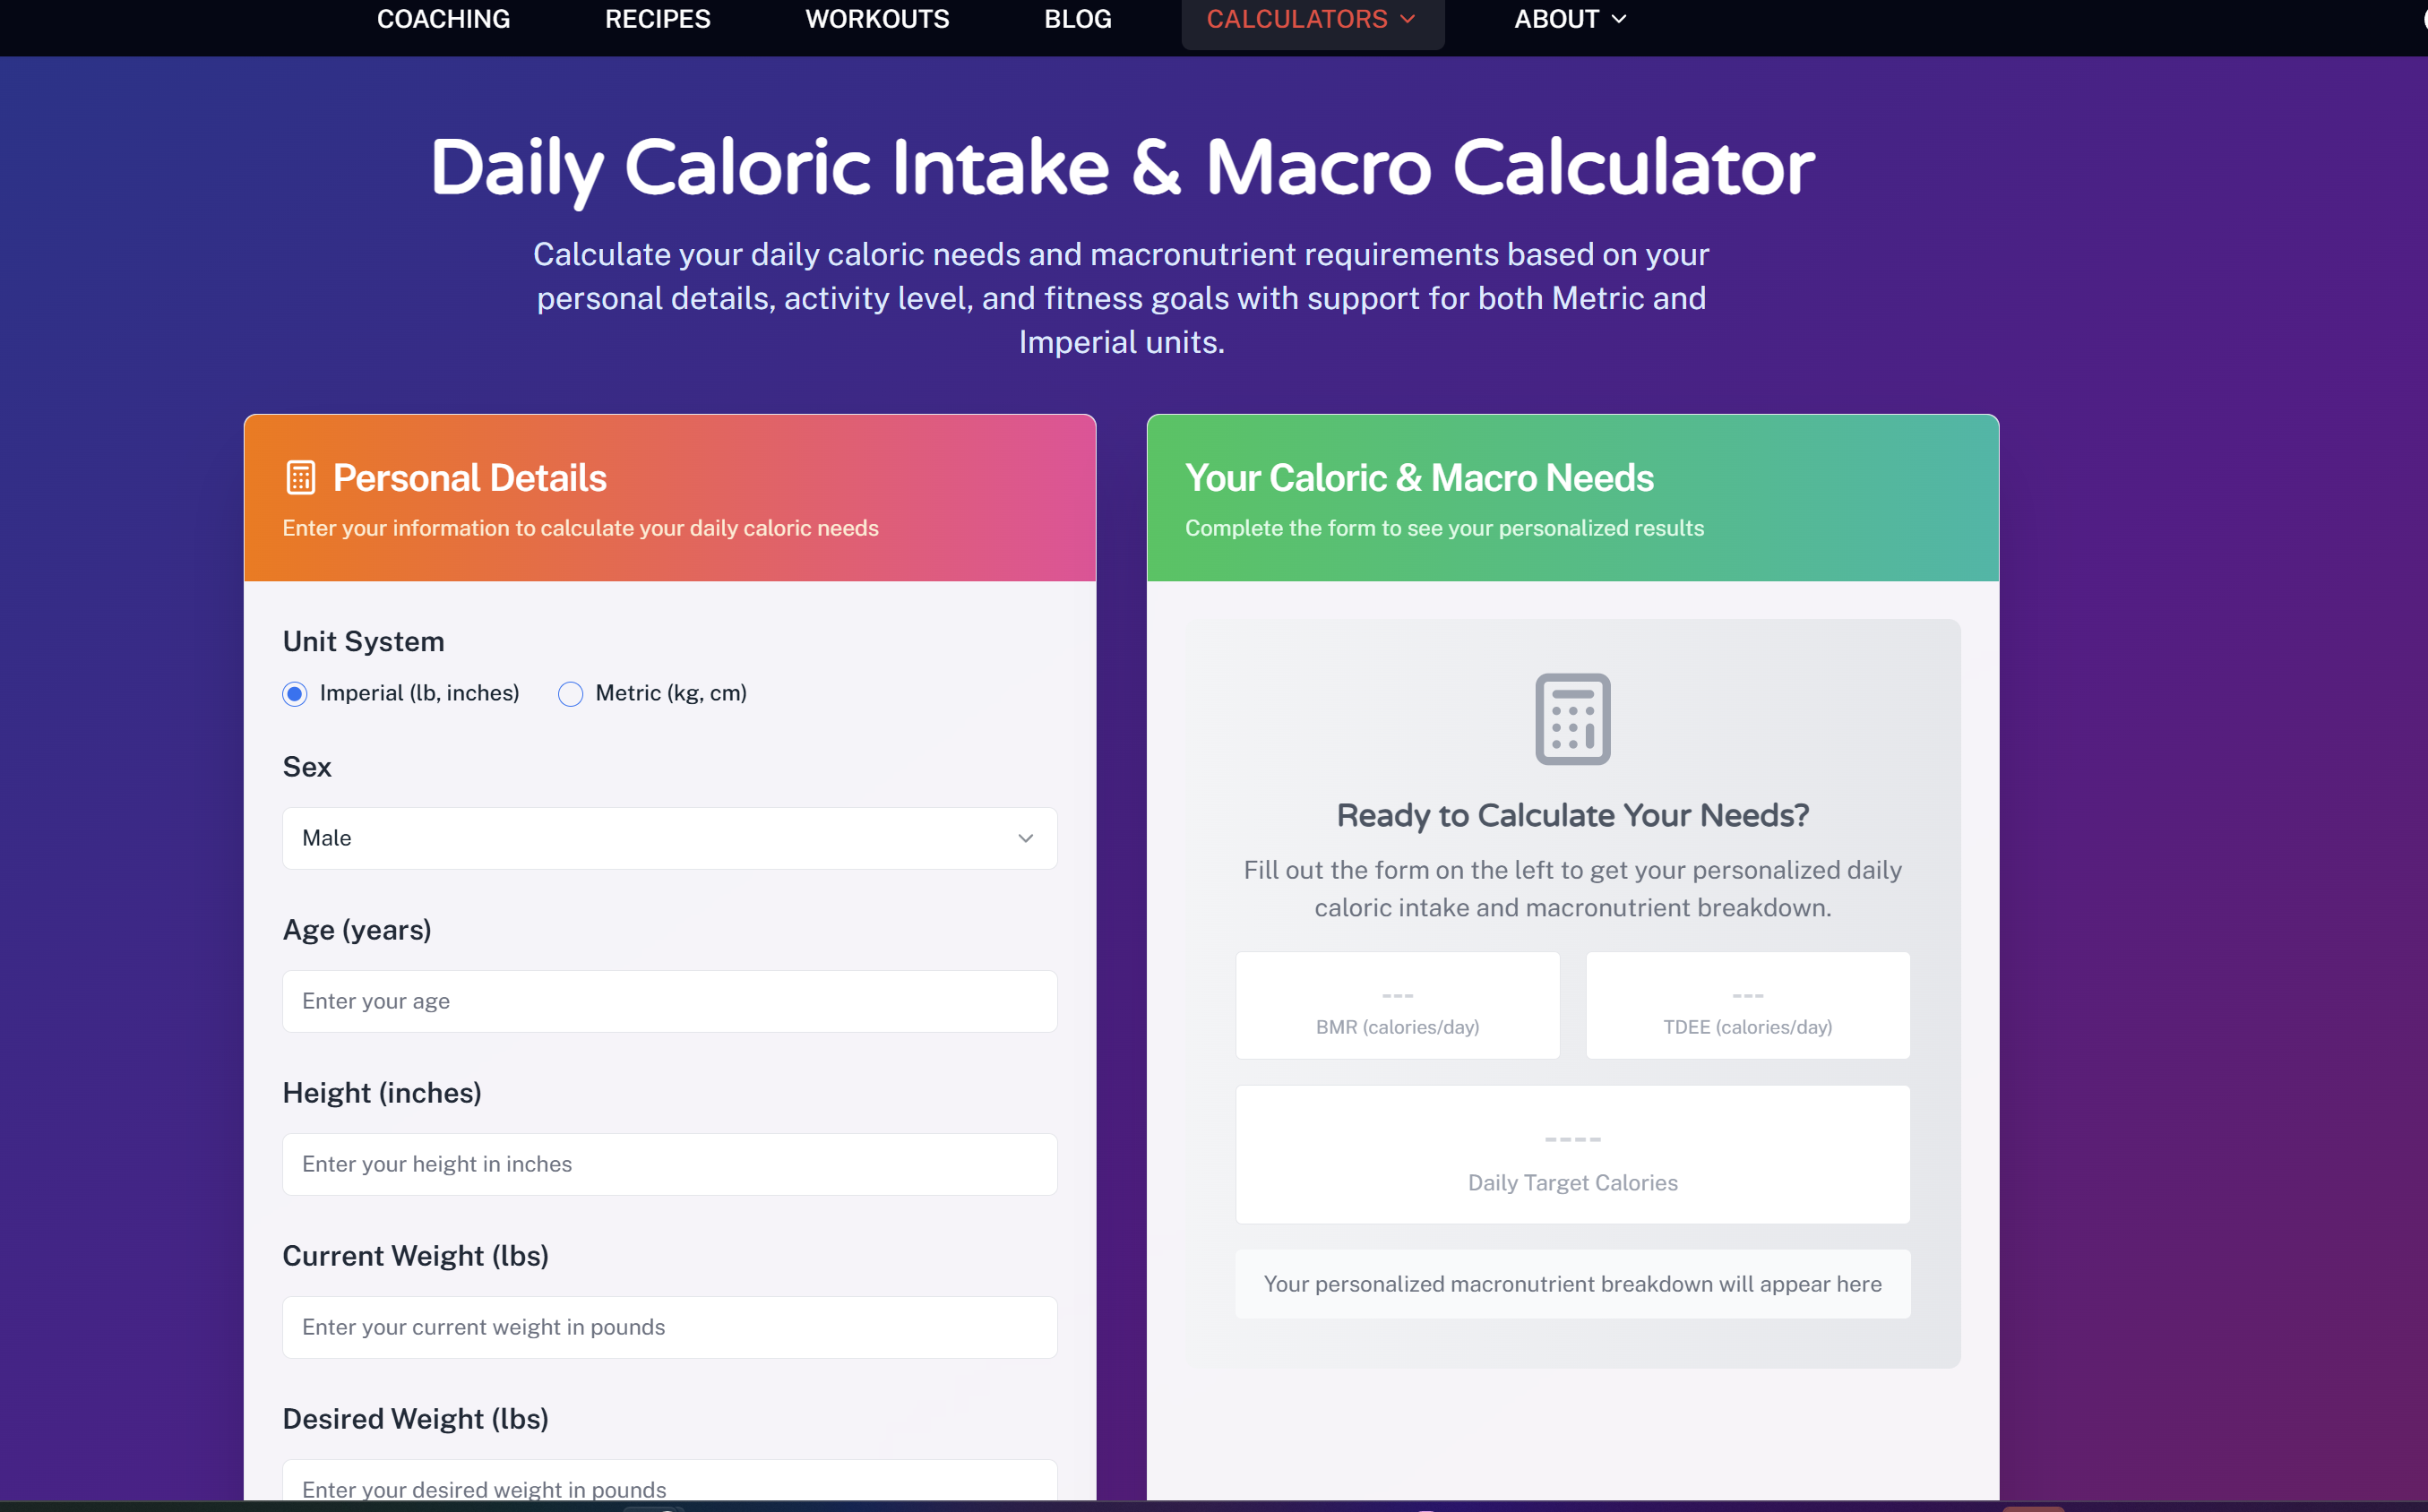 COACHING RECIPES WORKOUTS BLOG CALCULATORS ABOUT
Daily Caloric Intake & Macro Calculator
Calculate your daily caloric needs and macronutrient requirements based on your
personal details, activity level, and fitness goals with support for both Metric and
Imperial units.
Personal Details
Enter your information to calculate your daily caloric needs
Unit System
Imperial (lb, inches) Metric (kg, cm)
Sex
Male
Age (years)
Enter your age
Height (inches)
Enter your height in inches
Current Weight (lbs)
Enter your current weight in pounds
Desired Weight (lbs)
Enter your desired weight in pounds
Your Caloric & Macro Needs
Complete the form to see your personalized results
Ready to Calculate Your Needs?
Fill out the form on the left to get your personalized daily
caloric intake and macronutrient breakdown.
--- ---
BMR (calories/day) TDEE (calories/day)
----
Daily Target Calories
Your personalized macronutrient breakdown will appear here